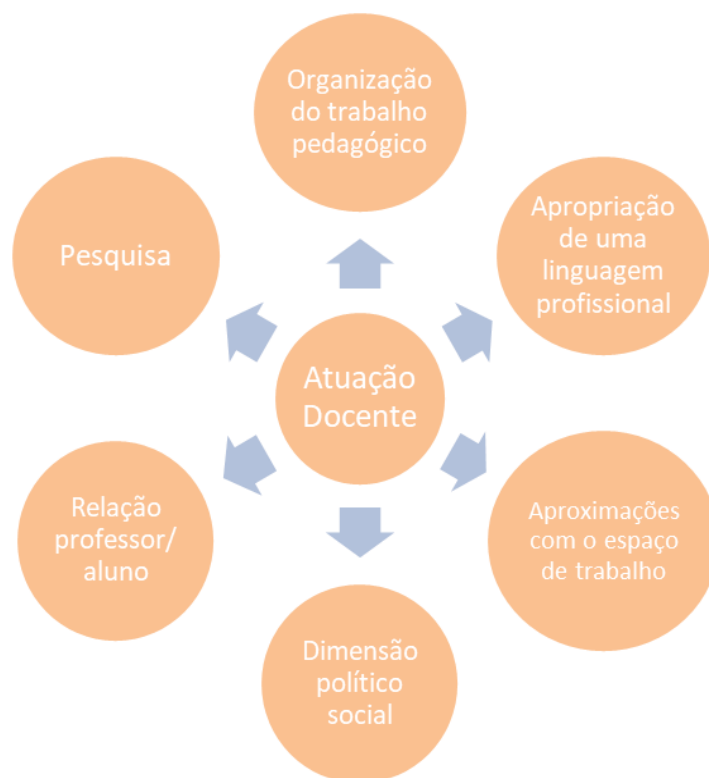 Organização
do trabalho
pedagógico
Apropriação
de uma
linguagem
profissional
Aproximações
com o espaço
de trabalho
Dimensão
político
social
Relação
professor/
aluno
Pesquisa
Atuação
Docente